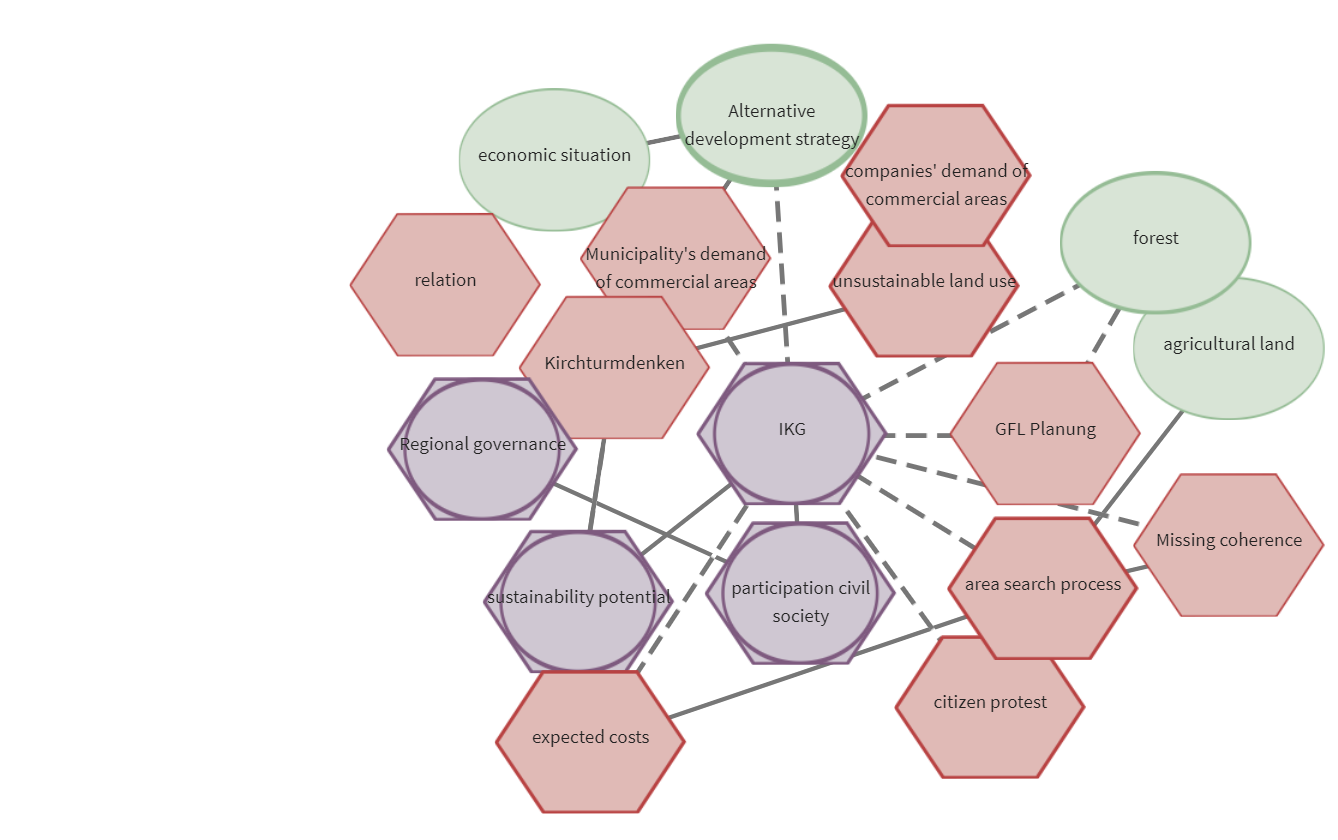 Alternative
development strategy
economic situation
companies' demand of
commercial areas
forest
Municipality's demand
of commercial areas
relation
unsustainable land use
agricultural land
Kirchturmdenken
IKG
GFL Planung
Regional governance
Missing coherence
area search process
participation civil
society
sustainability potential
citizen protest
expected costs